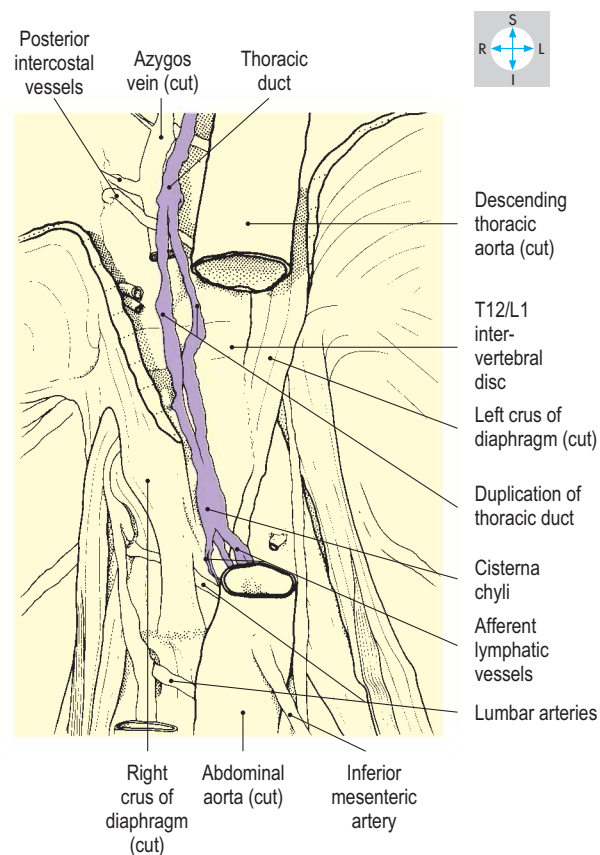 S
R
L
I
Posterior
intercostal
vessels
Azygos
vein (cut)
Thoracic
duct
Descending
thoracic
aorta (cut)
T12/L1
inter-
vertebral
disc
Left crus of
diaphragm (cut)
Duplication of
thoracic duct
Cisterna
chyli
Afferent
lymphatic
vessels
Lumbar arteries
Right
crus of
diaphragm
(cut)
Abdominal
aorta (cut)
Inferior
mesenteric
artery